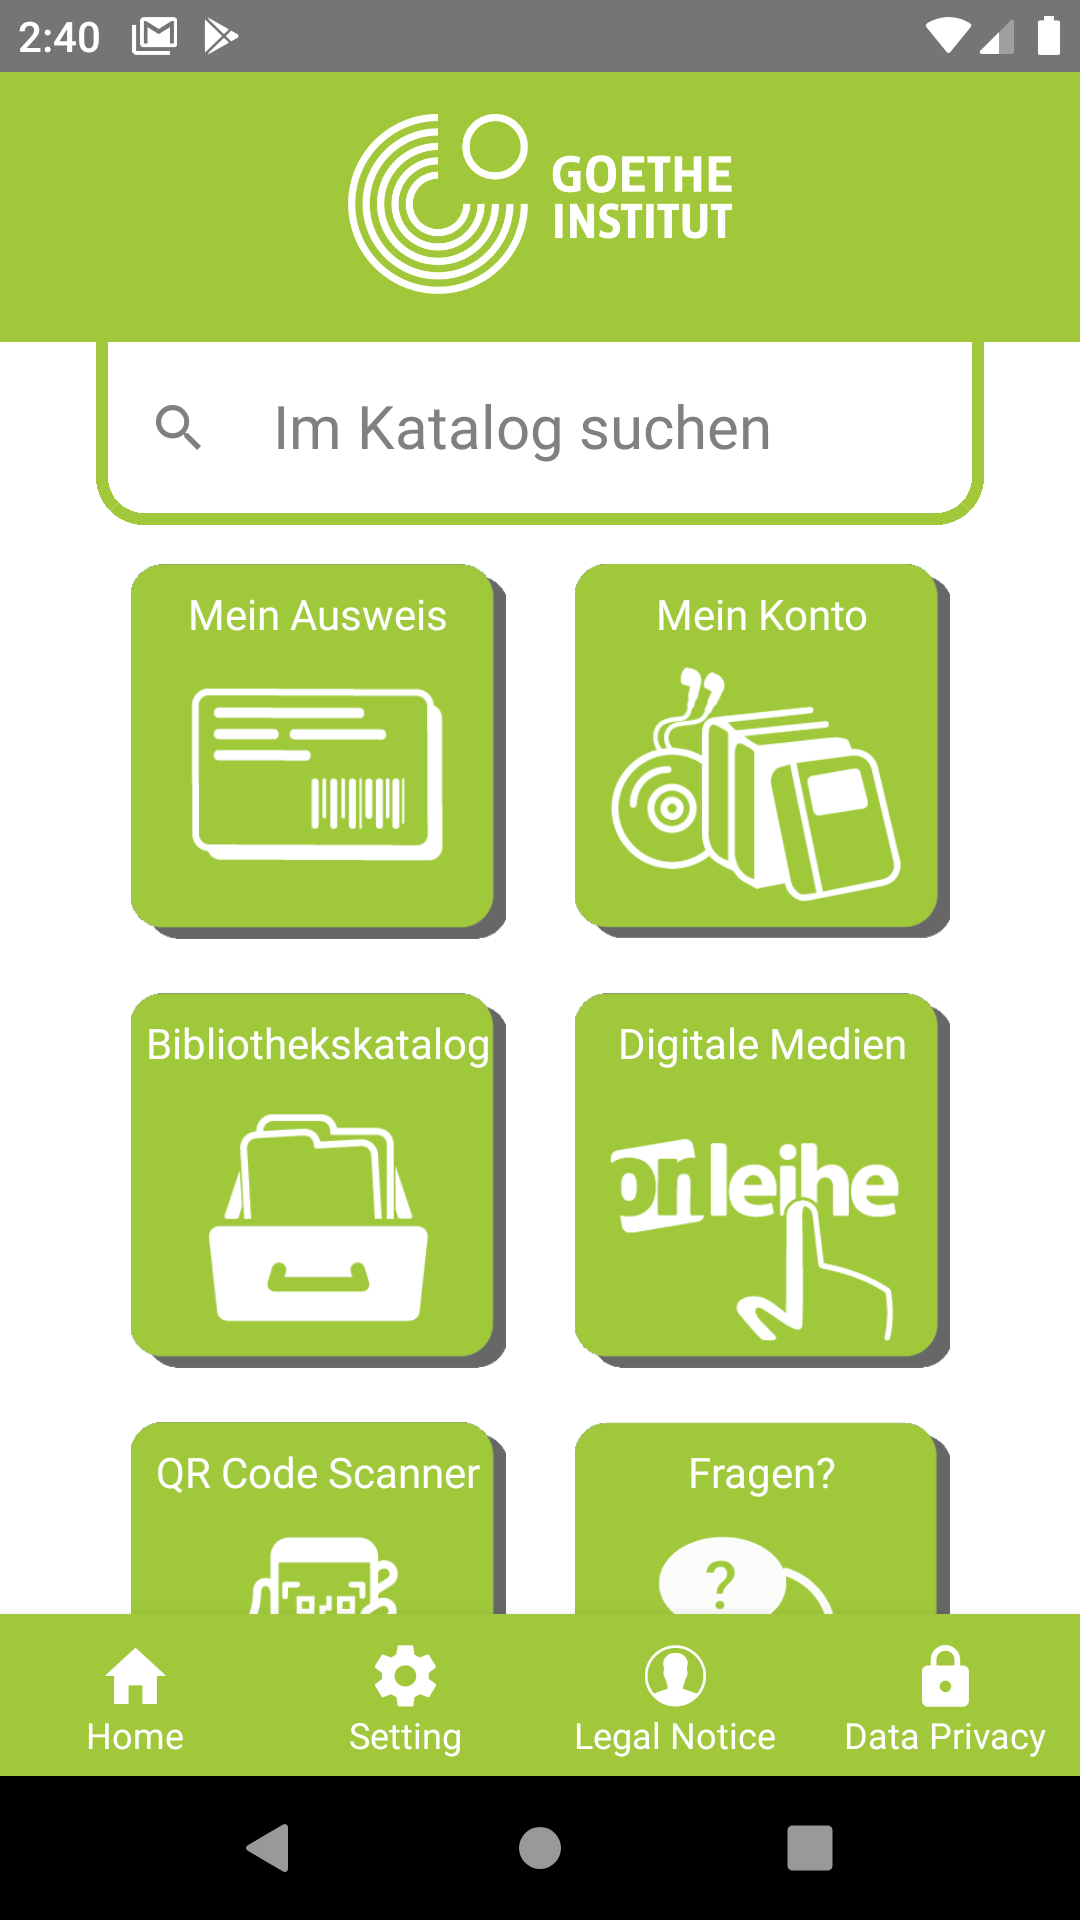 2:40
GOETHE
INSTITUT
Im Katalog suchen
Mein Ausweis
Mein Konto
Bibliothekskatalog
Digitale Medien
onleihe
QR Code Scanner
Fragen?
?
Home
Setting
Legal Notice
Data Privacy